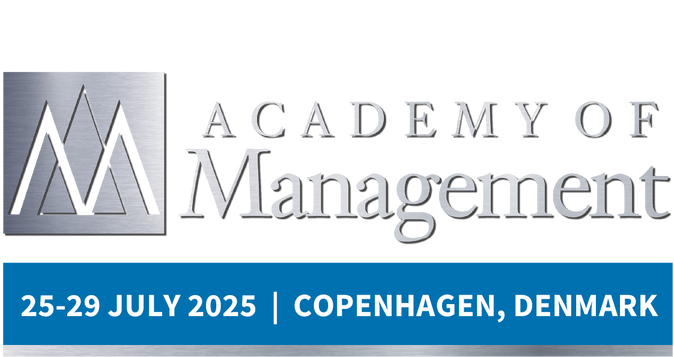 ACADEMY OF
Management
25-29 JULY 2025 | COPENHAGEN, DENMARK